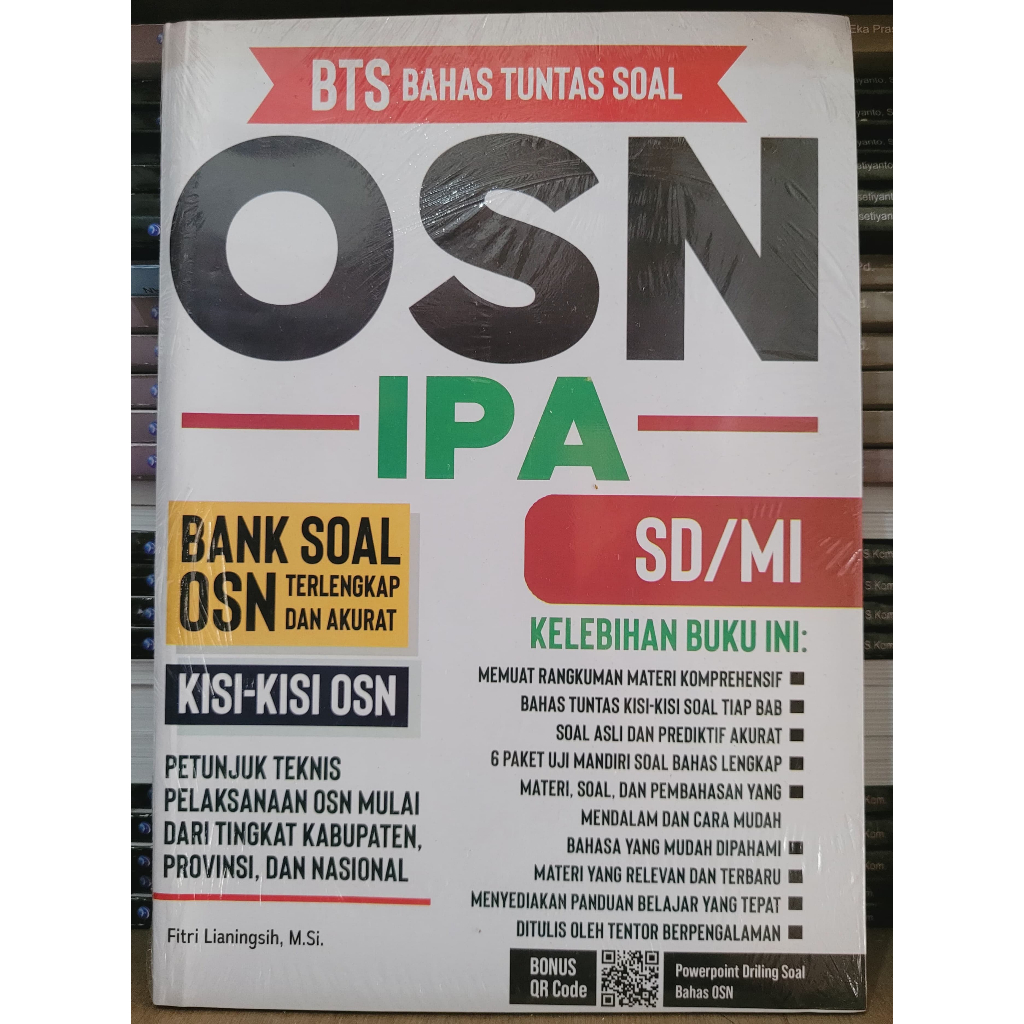 BTS BAHAS TUNTAS SOAL
OSN
IPA
BANK SOAL
OSN TERLENGKAP
DAN AKURAT
KISI-KISI OSN
PETUNJUK TEKNIS
PELAKSANAAN OSN MULAI
DARI TINGKAT KABUPATEN,
PROVINSI, DAN NASIONAL
Fitri Lianingsih, M.Si.
SD/MI
KELEBIHAN BUKU INI:
MEMUAT RANGKUMAN MATERI KOMPREHENSIF
BAHAS TUNTAS KISI-KISI SOAL TIAP BAB
SOAL ASLI DAN PREDIKTIF AKURAT
6 PAKET UJI MANDIRI SOAL BAHAS LENGKAP
MATERI, SOAL, DAN PEMBAHASAN YANG
MENDALAM DAN CARA MUDAH
BAHASA YANG MUDAH DIPAHAMI
MATERI YANG RELEVAN DAN TERBARU
MENYEDIAKAN PANDUAN BELAJAR YANG TEPAT
DITULIS OLEH TENTOR BERPENGALAMAN
BONUS
QR Code
Powerpoint Driling Soal
Bahas OSN